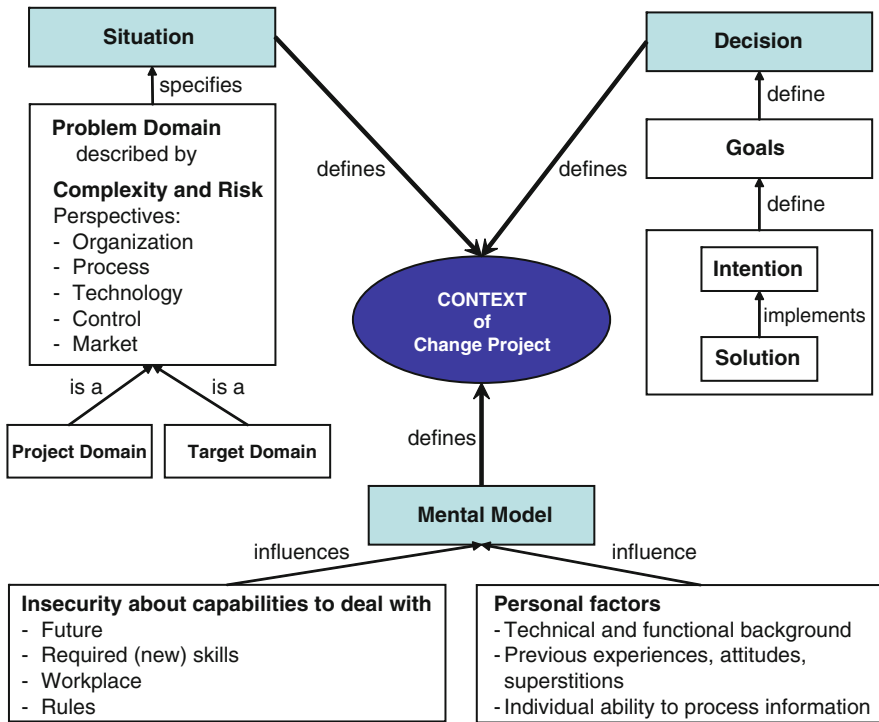 Situation
Decision
specifies
define
Problem Domain
described by
Complexity and Risk
Perspectives:
- Organization
- Process
- Technology
- Control
- Market
defines
defines
Goals
define
Intention
implements
Solution
CONTEXT
of
Change Project
is a
is a
Project Domain
Target Domain
defines
Mental Model
influences
influence
Insecurity about capabilities to deal with
- Future
- Required (new) skills
- Workplace
- Rules
Personal factors
- Technical and functional background
- Previous experiences, attitudes,
superstitions
- Individual ability to process information